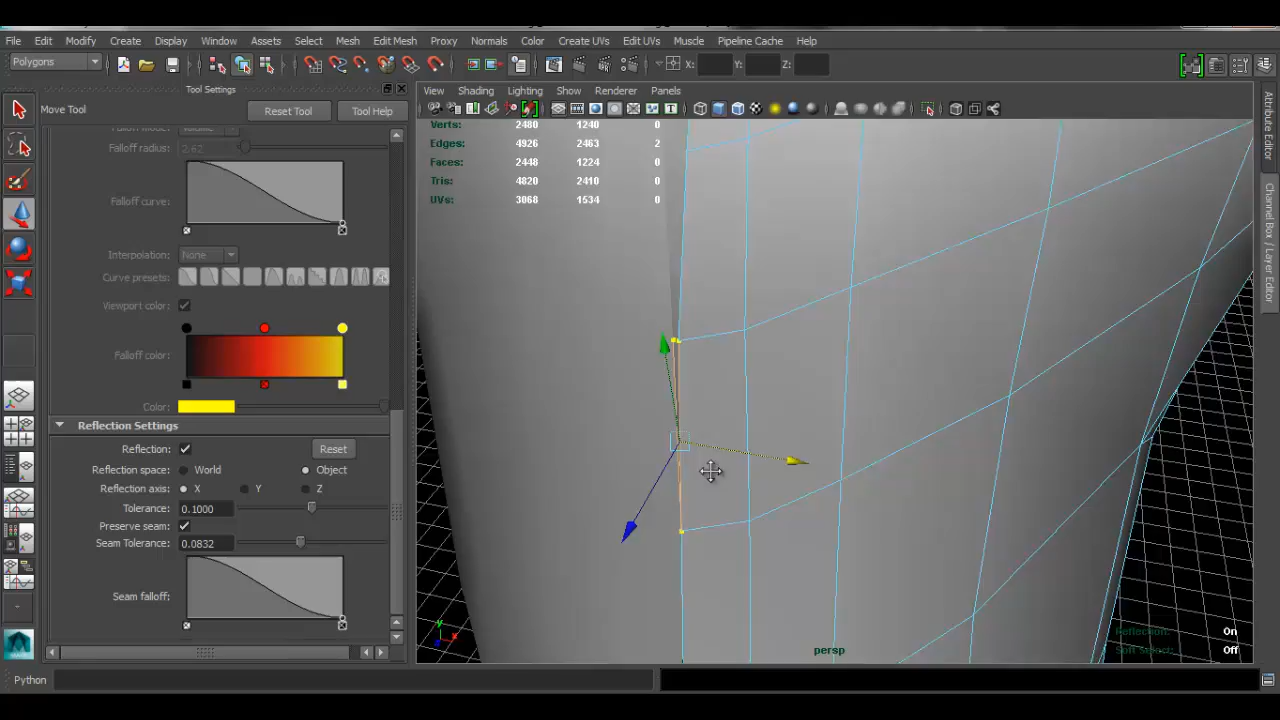 File Edit Modify Create Display Window Assets Select Mesh Edit Mesh Proxy Normals Color Create UVs Edit UVs Muscle Pipeline Cache Help
Polygons
X: Y: Z:
Tool Settings
Move Tool
Reset Tool
Tool Help
View Shading Lighting Show Renderer Panels
Falloff radius: 2.62
Falloff curve:
Interpolation: None
Curve presets:
Viewport color:
Falloff color:
Color:
Reflection Settings
Reflection: Reset
Reflection space: World Object
Reflection axis: X Y Z
Tolerance: 0.1000
Preserve seam:
Seam Tolerance: 0.0832
Seam falloff:
Verts: 2480 1240 0
Edges: 4926 2463 2
Faces: 2448 1224 0
Tris: 4820 2410 0
UVs: 3068 1534 0
y
x
persp
Reflection: On
Soft Select: Off
Attribute Editor
Channel Box / Layer Editor
Python